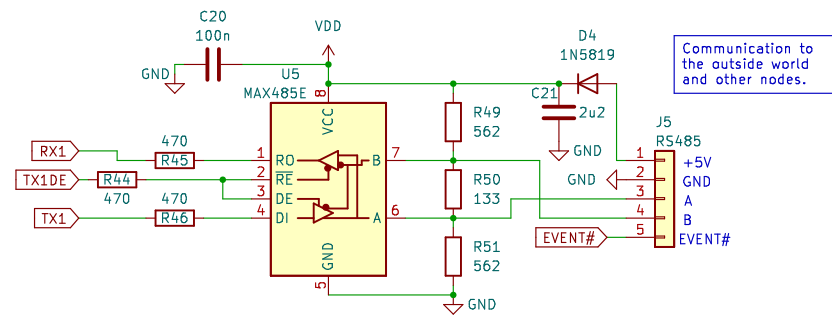 C20
100n
VDD
D4
1N5819
Communication to
the outside world
and other nodes.
GND
U5
MAX485E
8
VCC
C21
2u2
GND
R49
562
J5
RS485
RX1
470
R45
1
RO
B
7
1
+5V
TX1DE
R44
470
2
RE
3
DE
R50
133
GND
2
GND
3
A
TX1
470
R46
4
DI
A
6
4
B
EVENT#
5
EVENT#
GND
5
R51
562
GND